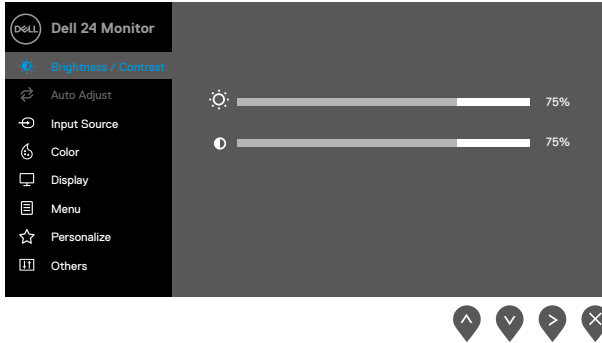 DELL Dell 24 Monitor
Brightness / Contrast
Auto Adjust
75%
Input Source
Color
75%
Display
Menu
Personalize
Others